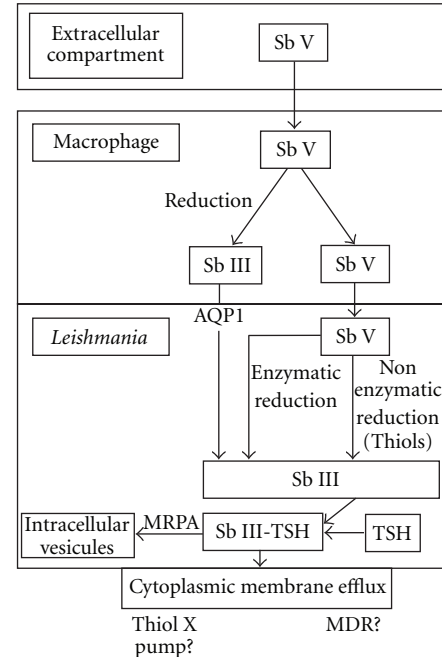 Extracellular
compartment
Sb V
Macrophage
Sb V
Reduction
Sb III
Sb V
AQP1
Leishmania
Sb V
Enzymatic
reduction
Non
enzymatic
reduction
(Thiols)
Sb III
Intracellular
vesicules
MRPA
Sb III-TSH
TSH
Cytoplasmic membrane efflux
Thiol X
pump?
MDR?